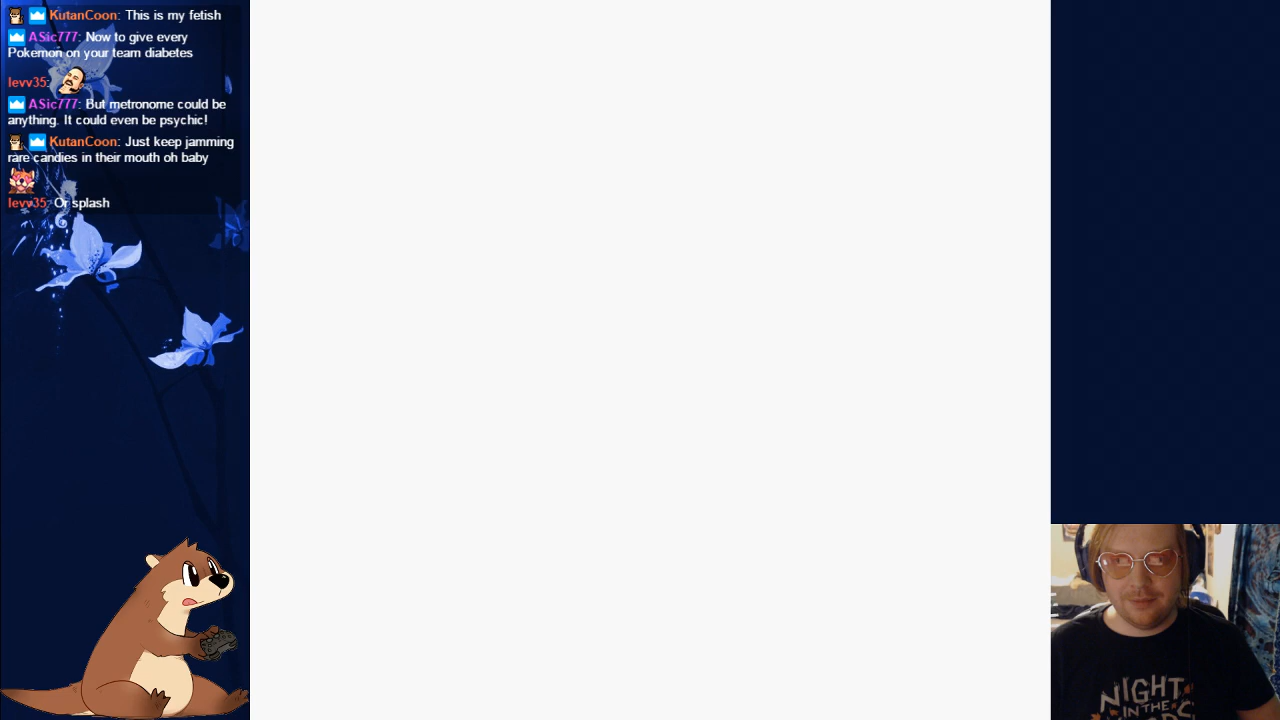 KutanCoon: This is my fetish
ASic777: Now to give every
Pokemon on your team diabetes
levv35:
ASic777: But metronome could be
anything. It could even be psychic!
KutanCoon: Just keep jamming
rare candies in their mouth oh baby
levv35: Or splash
NIGHT
IN THE